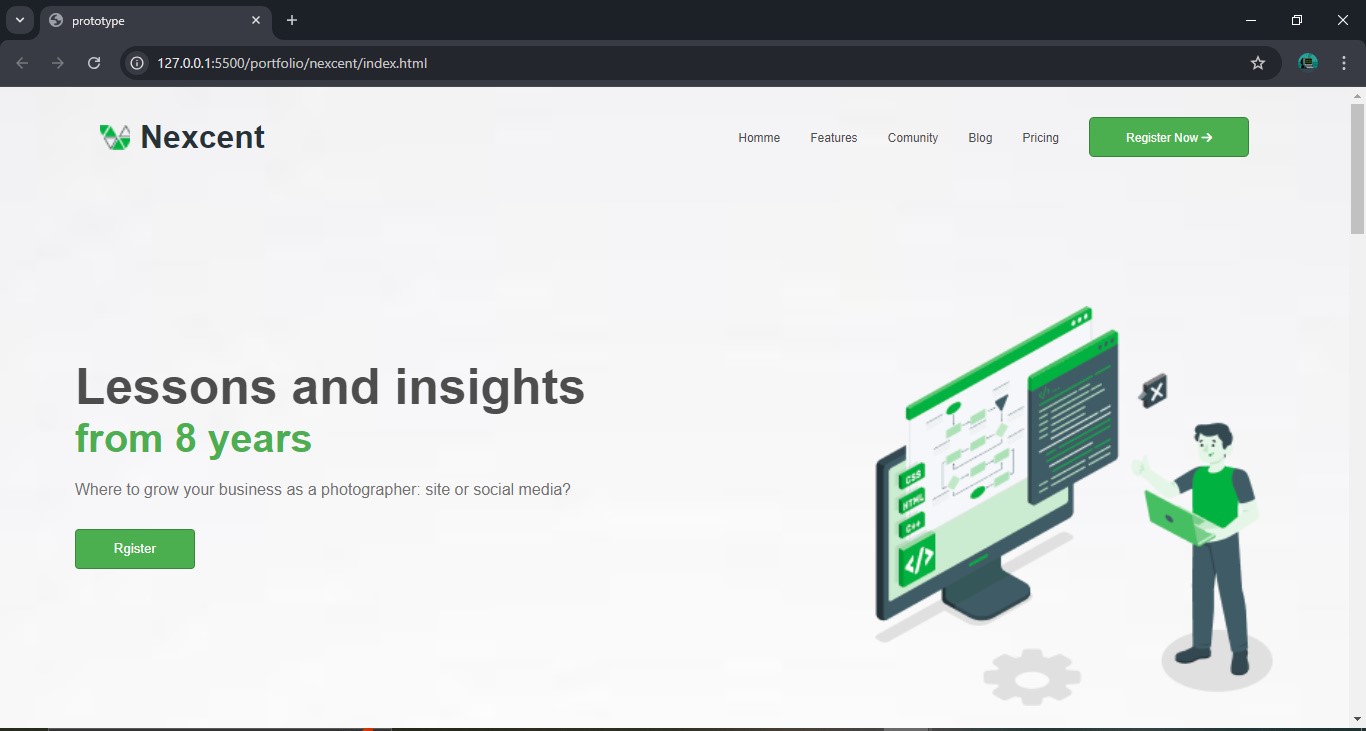 prototype
127.0.0.1:5500/portfolio/nexcent/index.html
Nexcent
Homme Features Comunity Blog Pricing Register Now →
Lessons and insights
from 8 years
Where to grow your business as a photographer: site or social media?
Rgister
CSS
HTML
C++
</>